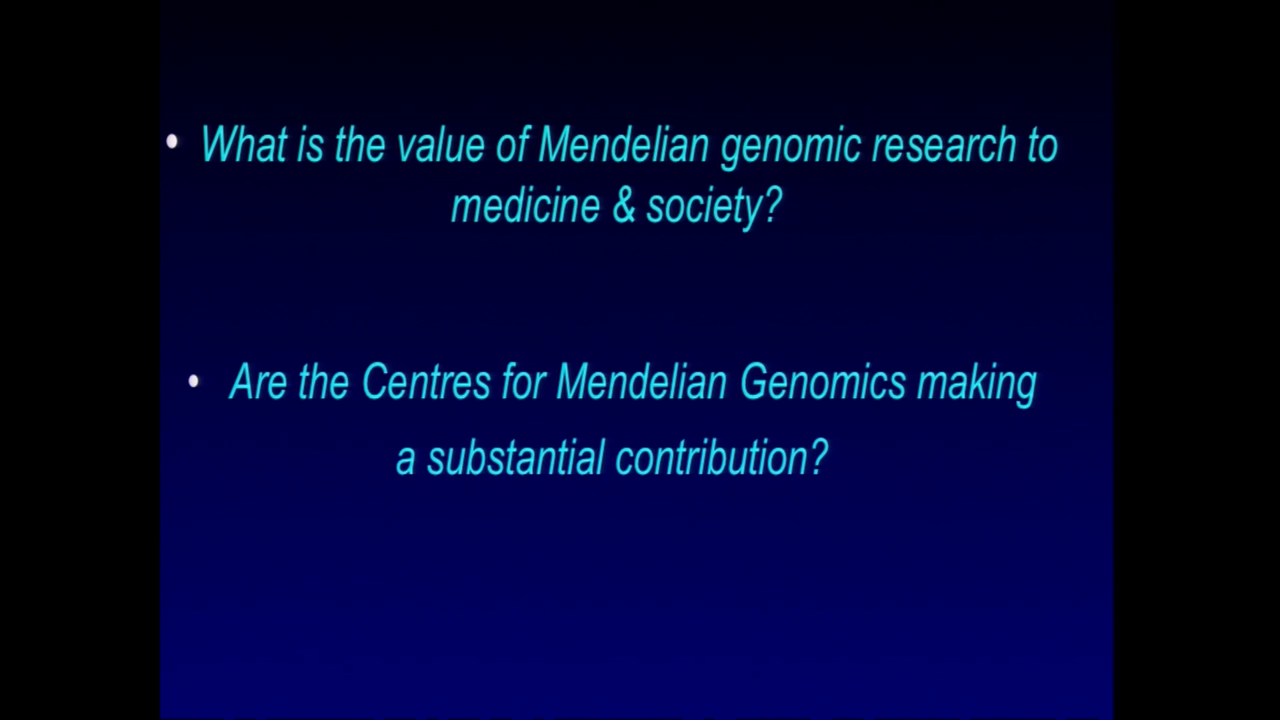 • What is the value of Mendelian genomic research to
medicine & society?
• Are the Centres for Mendelian Genomics making
a substantial contribution?